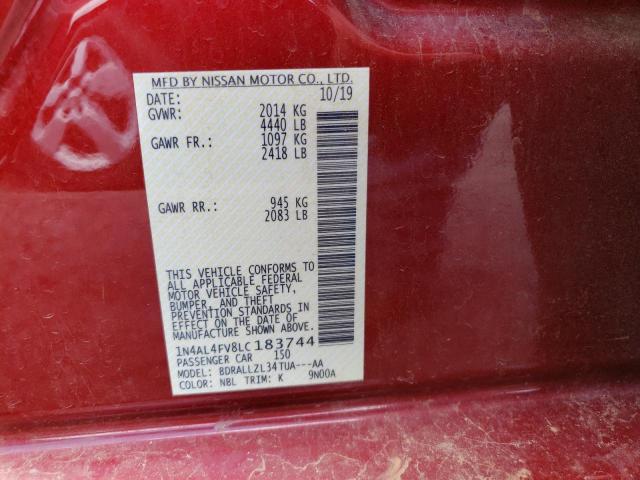 MFD BY NISSAN MOTOR CO., LTD.
DATE: 10/19
GVWR: 2014 KG
4440 LB
GAWR FR.: 1097 KG
2418 LB
GAWR RR.: 945 KG
2083 LB
THIS VEHICLE CONFORMS TO
ALL APPLICABLE FEDERAL
MOTOR VEHICLE SAFETY,
BUMPER, AND THEFT
PREVENTION STANDARDS IN
EFFECT ON THE DATE OF
MANUFACTURE SHOWN ABOVE.
1N4AL4FV8LC183744
PASSENGER CAR 150
MODEL: BDRALLZL34TUA---AA
COLOR: NBL TRIM: K 9N00A